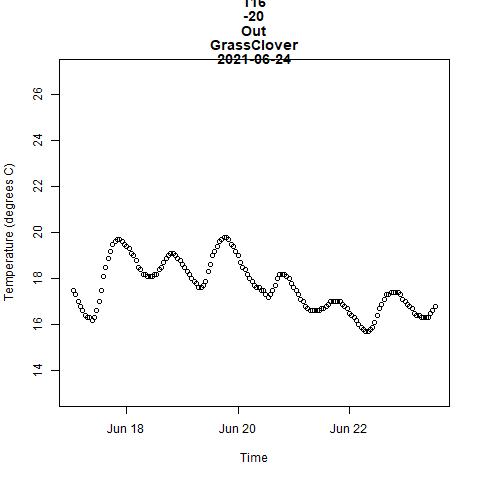 T16
-20
Out
GrassClover
2021-06-24
26
24
22
20
18
16
14
Temperature (degrees C)
Jun 18
Jun 20
Jun 22
Time